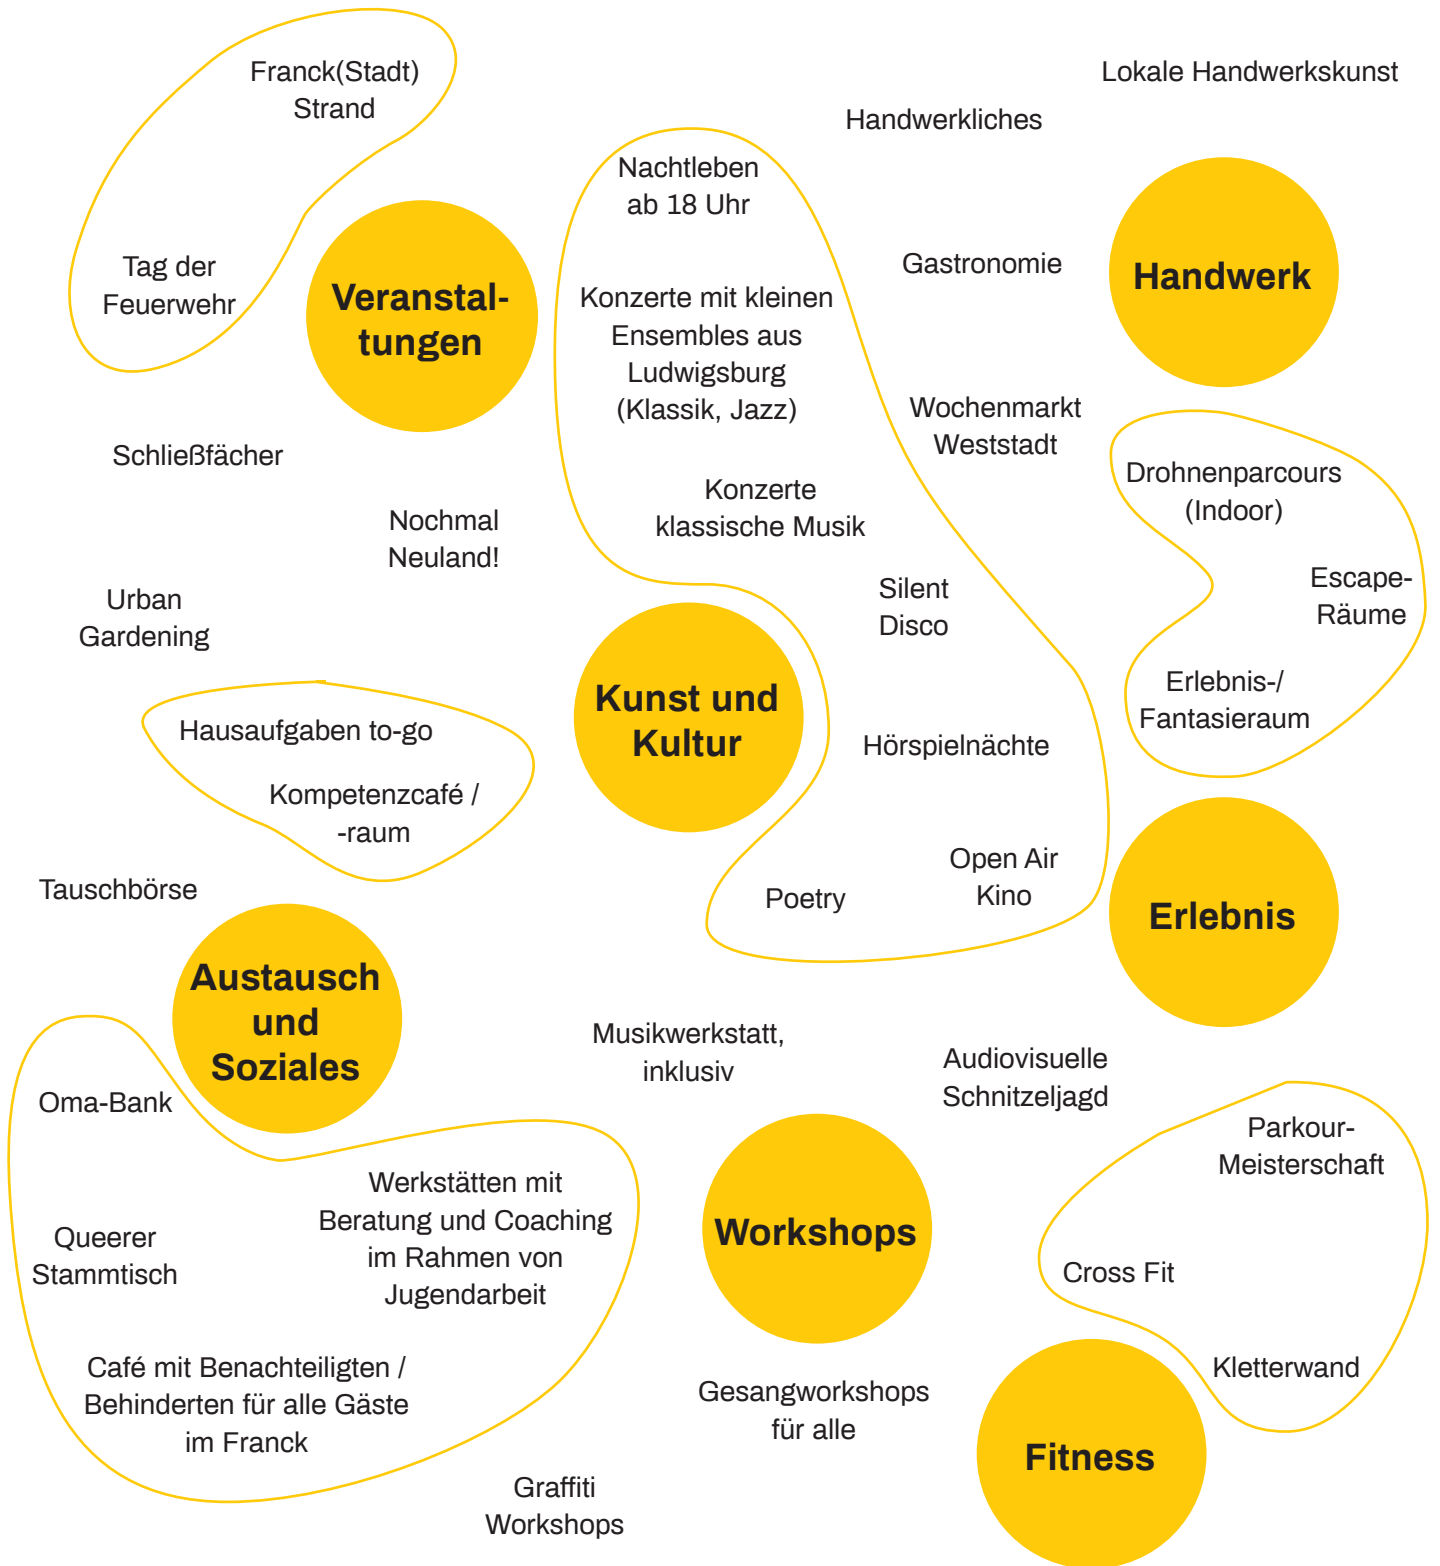 Franck(Stadt)
Strand
Lokale Handwerkskunst
Handwerkliches
Nachtleben
ab 18 Uhr
Tag der
Feuerwehr
Veranstal-
tungen
Gastronomie
Handwerk
Konzerte mit kleinen
Ensembles aus
Ludwigsburg
(Klassik, Jazz)
Wochenmarkt
Weststadt
Schließfächer
Drohnenparcours
(Indoor)
Konzerte
klassische Musik
Nochmal
Neuland!
Escape-
Räume
Silent
Disco
Urban
Gardening
Erlebnis-/
Fantasieraum
Kunst und
Kultur
Hausaufgaben to-go
Hörspielnächte
Kompetenzcafé /
-raum
Open Air
Kino
Poetry
Tauschbörse
Erlebnis
Austausch
und
Soziales
Musikwerkstatt,
inklusiv
Audiovisuelle
Schnitzeljagd
Oma-Bank
Parkour-
Meisterschaft
Werkstätten mit
Beratung und Coaching
im Rahmen von
Jugendarbeit
Workshops
Queerer
Stammtisch
Cross Fit
Café mit Benachteiligten /
Behinderten für alle Gäste
im Franck
Kletterwand
Gesangworkshops
für alle
Fitness
Graffiti
Workshops